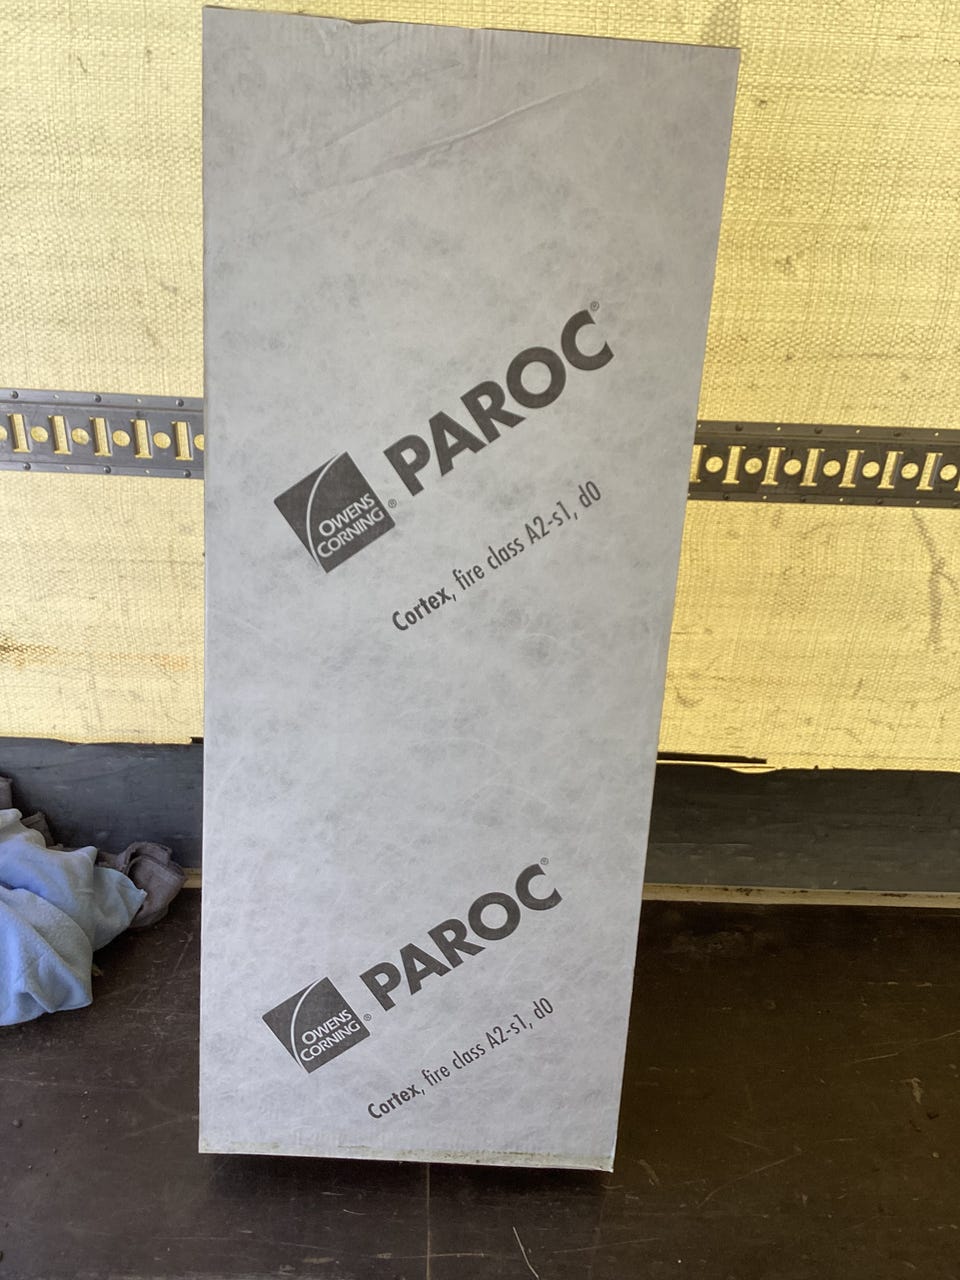 PAROC®
OWENS
CORNING®
Cortex, fire class A2-s1, d0
PAROC®
OWENS
CORNING®
Cortex, fire class A2-s1, d0